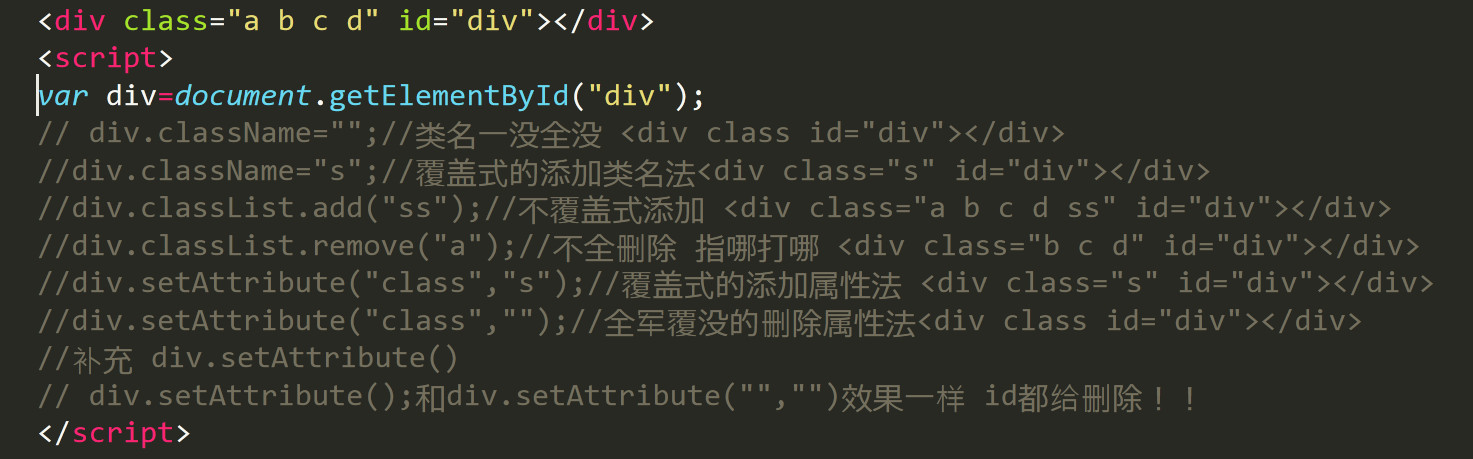 <div class="a b c d" id="div"></div>
<script>
var div=document.getElementById("div");
// div.className="";//类名一没全没 <div class id="div"></div>
//div.className="s";//覆盖式的添加类名法<div class="s" id="div"></div>
//div.classList.add("ss");//不覆盖式添加 <div class="a b c d ss" id="div"></div>
//div.classList.remove("a");//不全删除 指哪打哪 <div class="b c d" id="div"></div>
//div.setAttribute("class","s");//覆盖式的添加属性法 <div class="s" id="div"></div>
//div.setAttribute("class","");//全军覆没的删除属性法<div class id="div"></div>
//补充 div.setAttribute()
// div.setAttribute();和div.setAttribute("","")效果一样 id都给删除！！
</script>